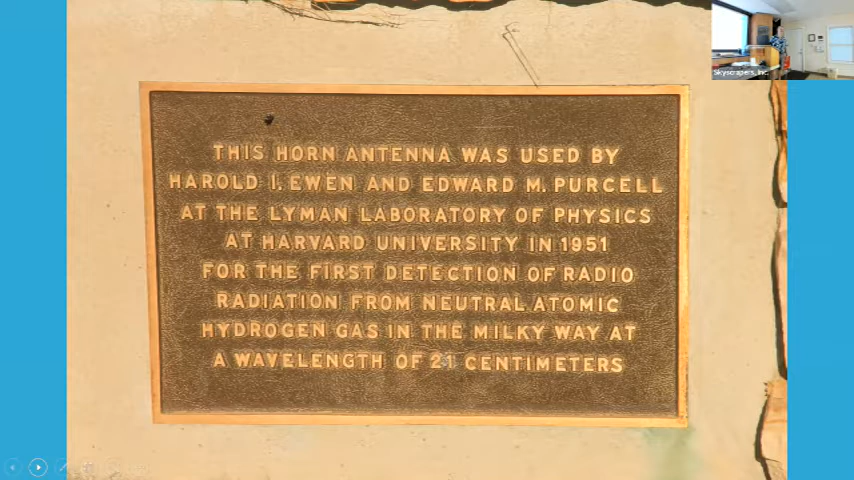 Skyscrapers, Inc.
THIS HORN ANTENNA WAS USED BY
HAROLD I. EWEN AND EDWARD M. PURCELL
AT THE LYMAN LABORATORY OF PHYSICS
AT HARVARD UNIVERSITY IN 1951
FOR THE FIRST DETECTION OF RADIO
RADIATION FROM NEUTRAL ATOMIC
HYDROGEN GAS IN THE MILKY WAY AT
A WAVELENGTH OF 21 CENTIMETERS